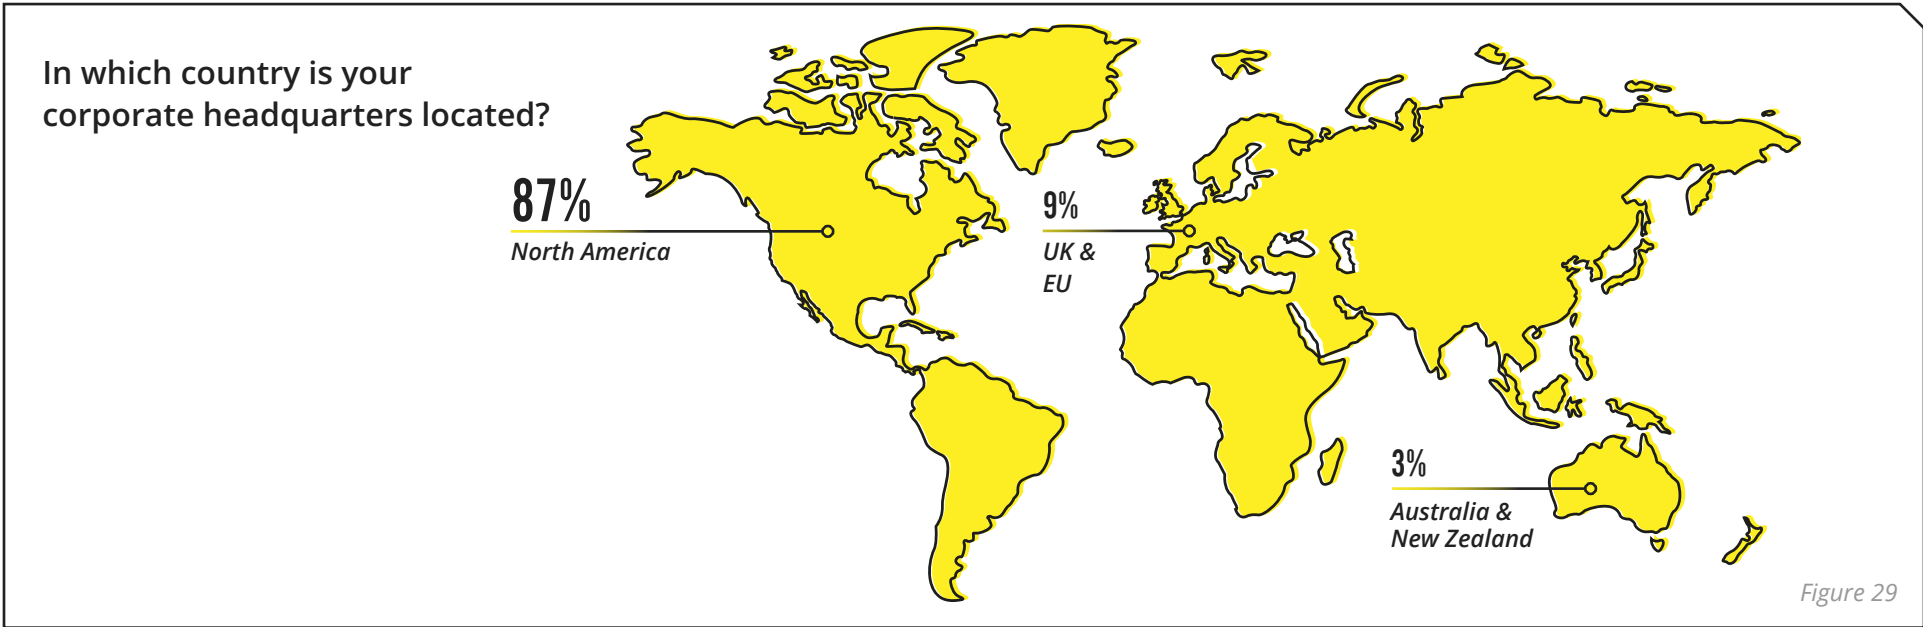 In which country is your
corporate headquarters located?
87%
North America
9%
UK &
EU
3%
Australia &
New Zealand
Figure 29